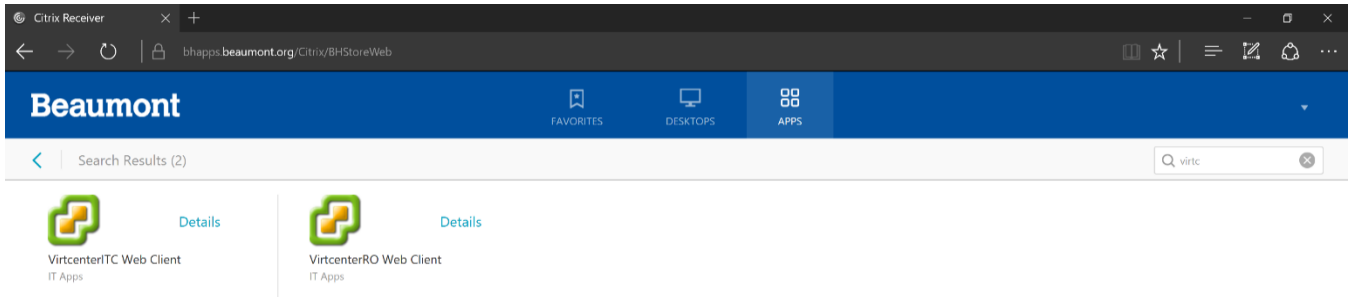 Citrix Receiver
bhapps.beaumont.org/Citrix/BHStoreWeb
Beaumont
FAVORITES DESKTOPS APPS
Search Results (2) virtc
Details Details
VirtcenterITC Web Client VirtcenterRO Web Client
IT Apps IT Apps